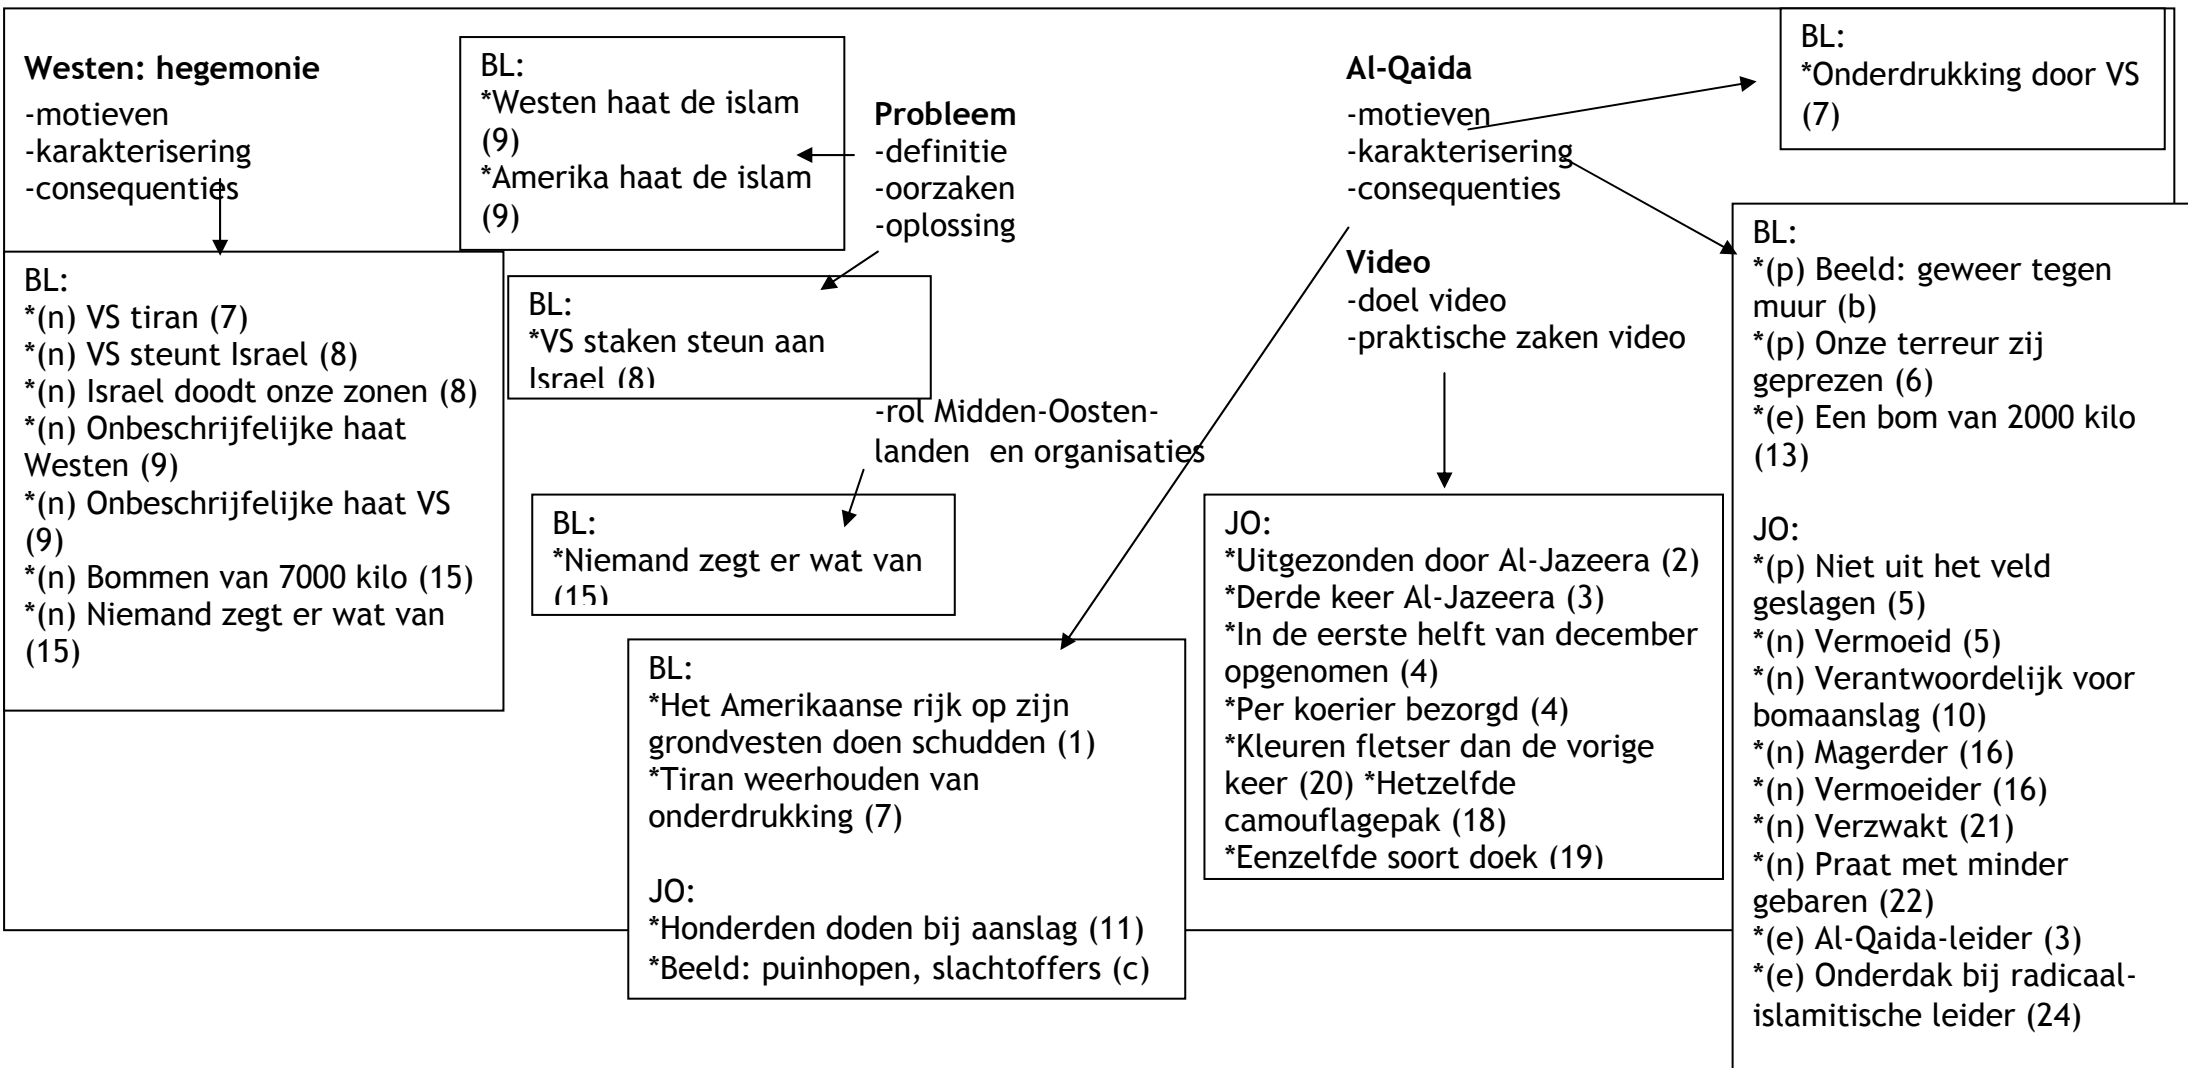 Westen: hegemonie
-motieven
-karakterisering
-consequenties
BL:
*(n) VS tiran (7)
*(n) VS steunt Israel (8)
*(n) Israel doodt onze zonen (8)
*(n) Onbeschrijfelijke haat
Westen (9)
*(n) Onbeschrijfelijke haat VS
(9)
*(n) Bommen van 7000 kilo (15)
*(n) Niemand zegt er wat van
(15)
BL:
*Westen haat de islam
(9)
*Amerika haat de islam
(9)
Probleem
-definitie
-oorzaken
-oplossing
BL:
*VS staken steun aan
Israel (8)
-rol Midden-Oosten-
landen en organisaties
BL:
*Niemand zegt er wat van
(15)
BL:
*Het Amerikaanse rijk op zijn
grondvesten doen schudden (1)
*Tiran weerhouden van
onderdrukking (7)
JO:
*Honderden doden bij aanslag (11)
*Beeld: puinhopen, slachtoffers (c)
Al-Qaida
-motieven
-karakterisering
-consequenties
Video
-doel video
-praktische zaken video
JO:
*Uitgezonden door Al-Jazeera (2)
*Derde keer Al-Jazeera (3)
*In de eerste helft van december
opgenomen (4)
*Per koerier bezorgd (4)
*Kleuren fletser dan de vorige
keer (20) *Hetzelfde
camouflagepak (18)
*Eenzelfde soort doek (19)
BL:
*Onderdrukking door VS
(7)
BL:
*(p) Beeld: geweer tegen
muur (b)
*(p) Onze terreur zij
geprezen (6)
*(e) Een bom van 2000 kilo
(13)
JO:
*(p) Niet uit het veld
geslagen (5)
*(n) Vermoeid (5)
*(n) Verantwoordelijk voor
bomaanslag (10)
*(n) Magerder (16)
*(n) Vermoeider (16)
*(n) Verzwakt (21)
*(n) Praat met minder
gebaren (22)
*(e) Al-Qaida-leider (3)
*(e) Onderdak bij radicaal-
islamitische leider (24)